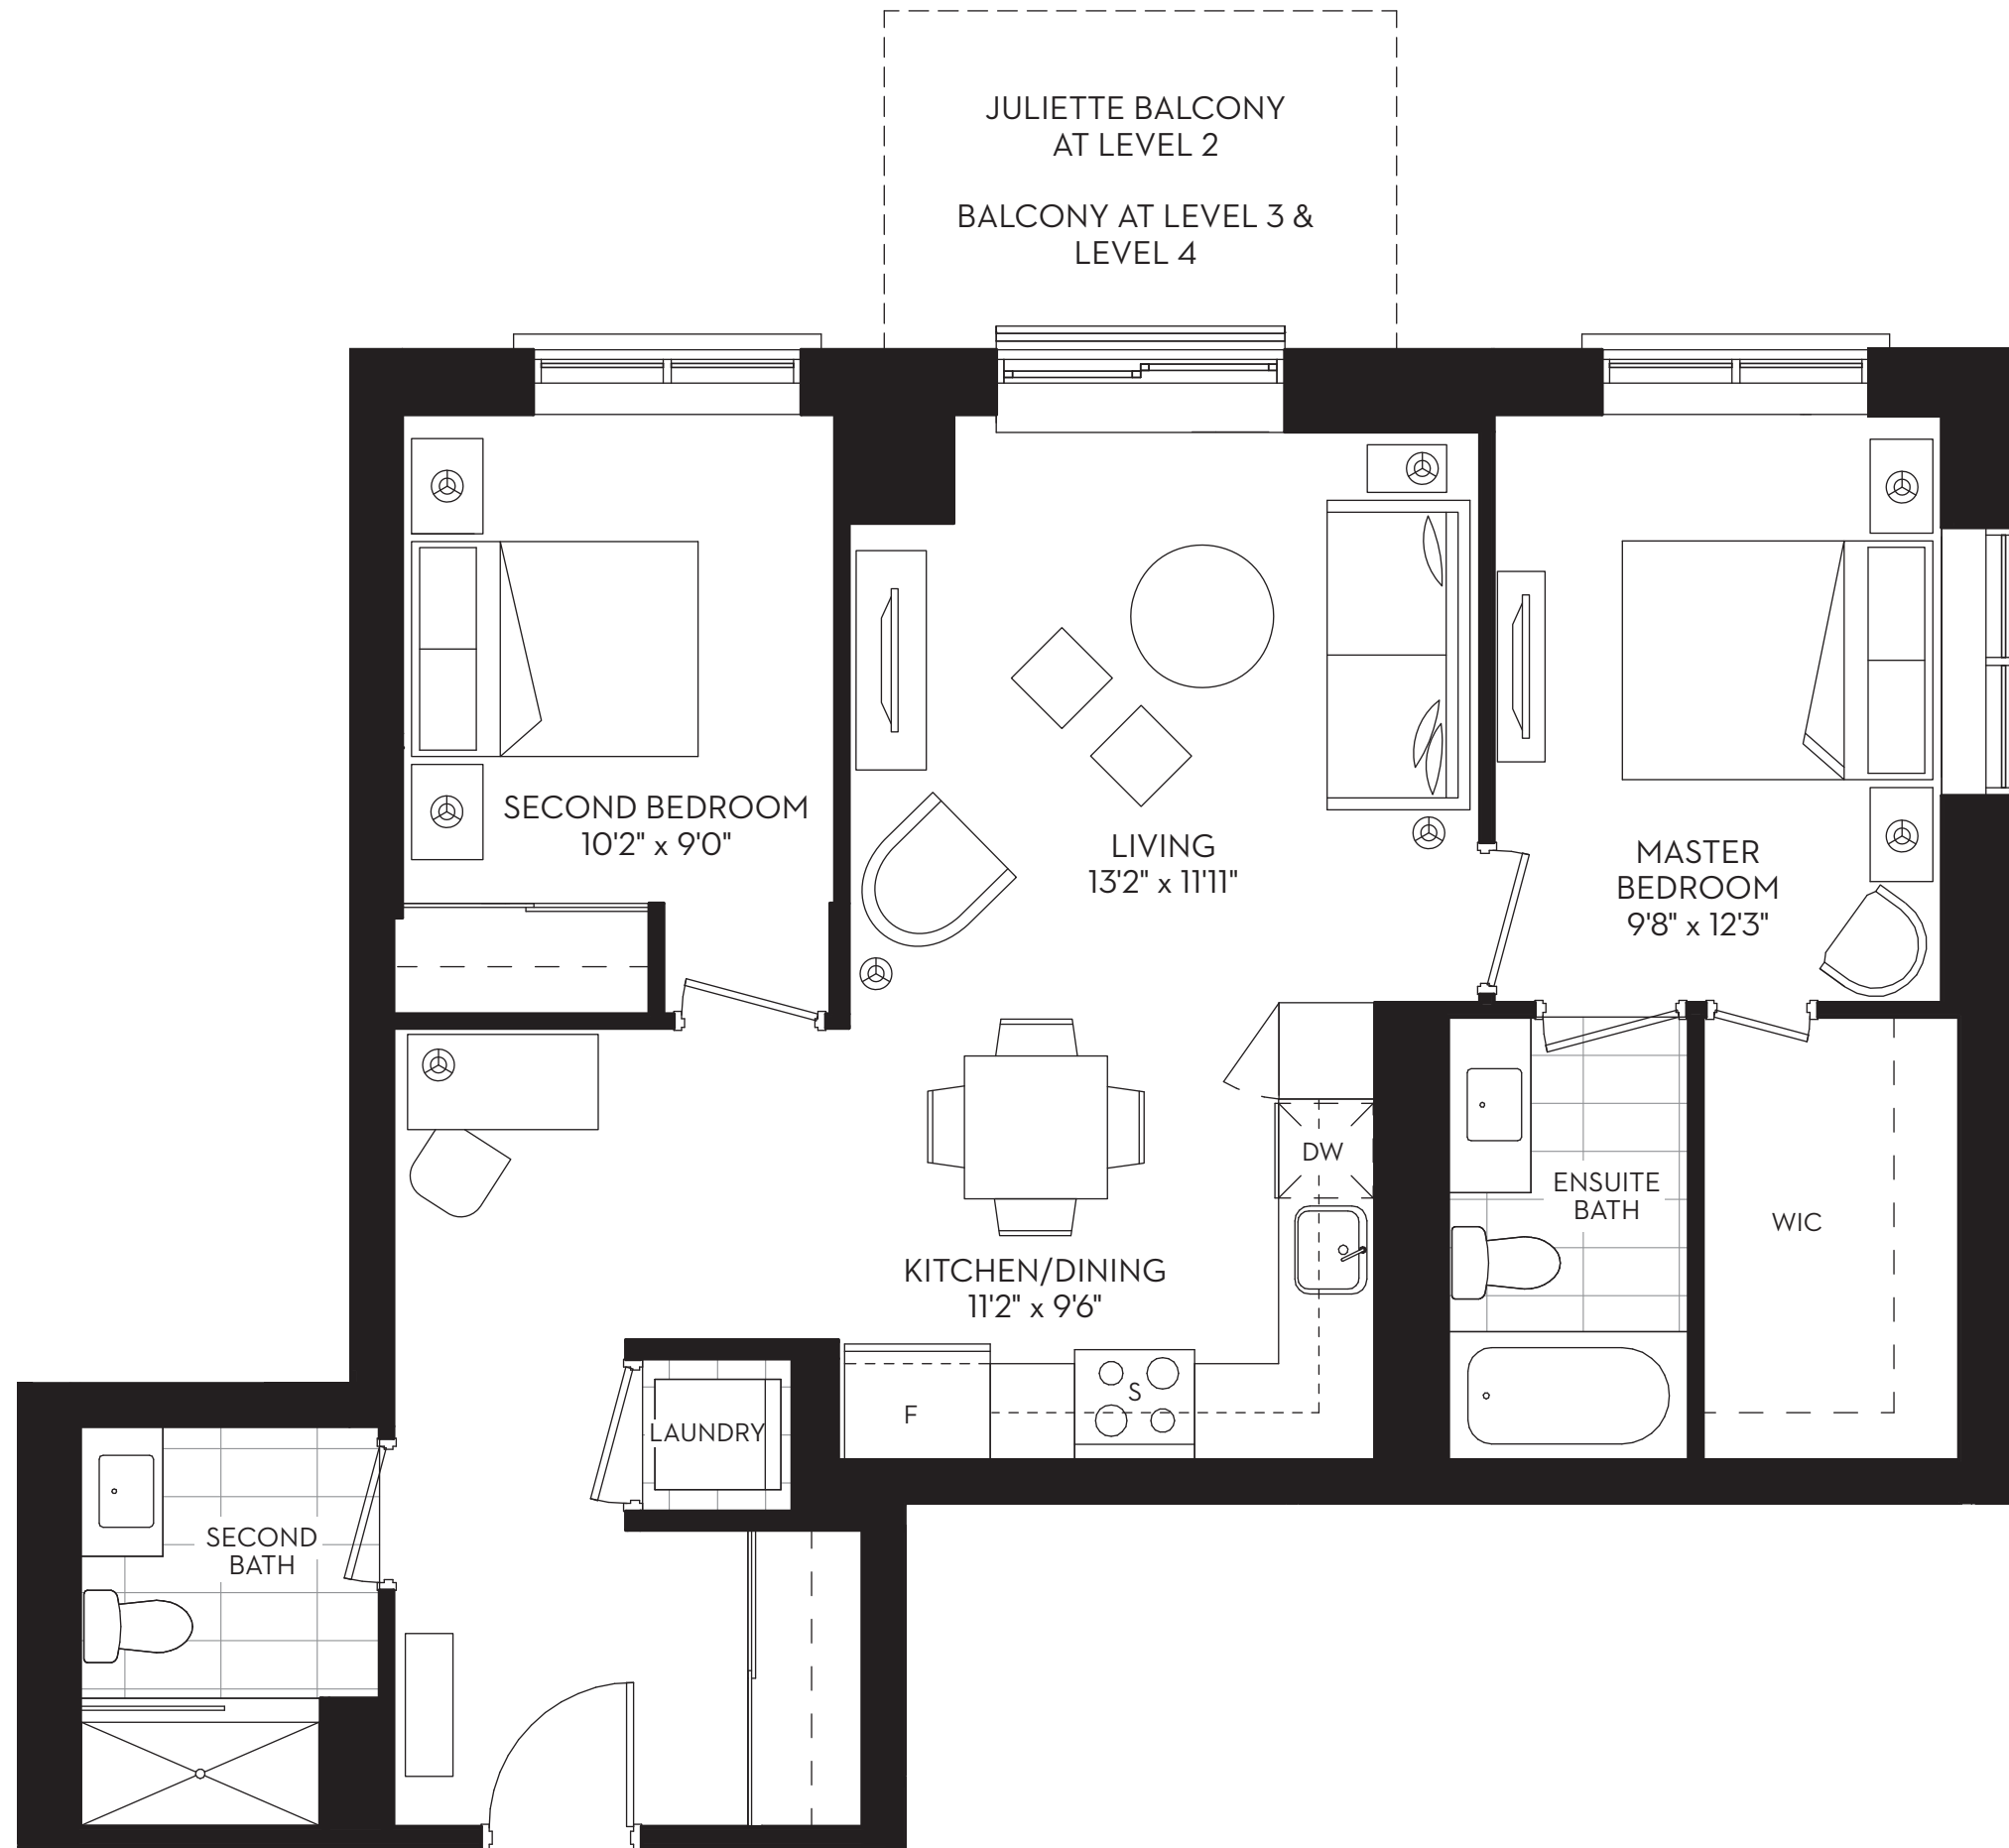 JULIETTE BALCONY
AT LEVEL 2
BALCONY AT LEVEL 3 &
LEVEL 4
SECOND BEDROOM
10'2" x 9'0"
LIVING
13'2" x 11'11"
MASTER
BEDROOM
9'8" x 12'3"
DW
ENSUITE
BATH
WIC
KITCHEN/DINING
11'2" x 9'6"
S
F
LAUNDRY
SECOND
BATH